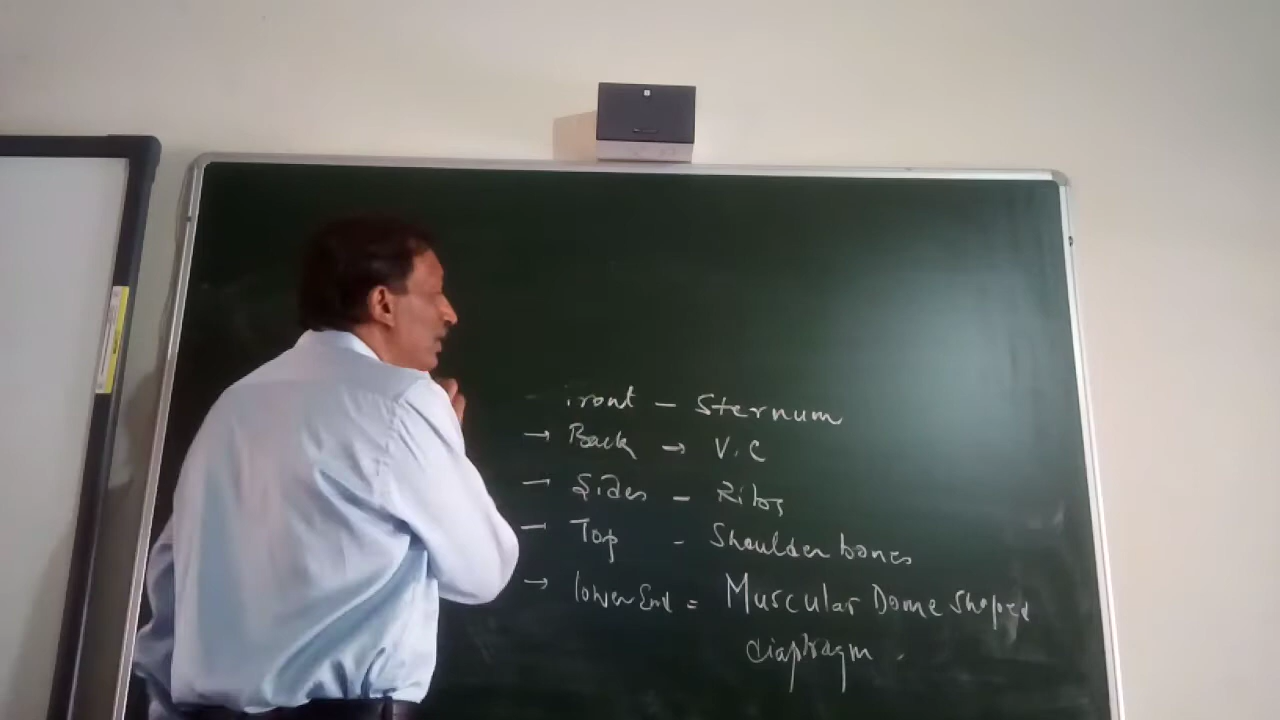 Front - Sternum
→ Back → V.C
- Sides - Ribs
- Top - Shoulder bones
→ lower End = Muscular Dome shaped
diaphragm.